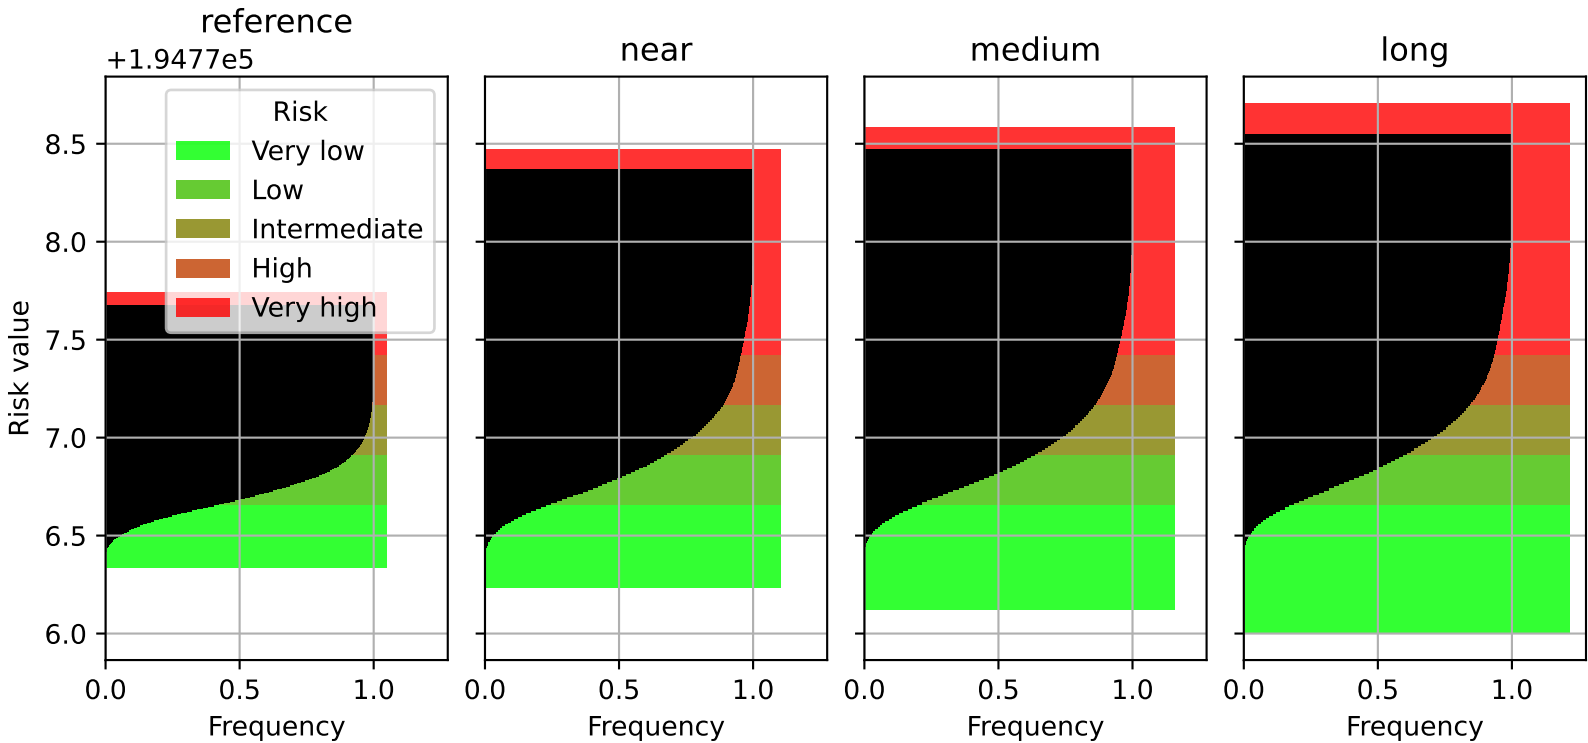 reference
near
medium
long
+1.9477e5
Risk
Very low
Low
Intermediate
High
Very high
Risk value
8.5
8.0
7.5
7.0
6.5
6.0
0.0 0.5 1.0
0.0 0.5 1.0
0.0 0.5 1.0
0.0 0.5 1.0
Frequency
Frequency
Frequency
Frequency